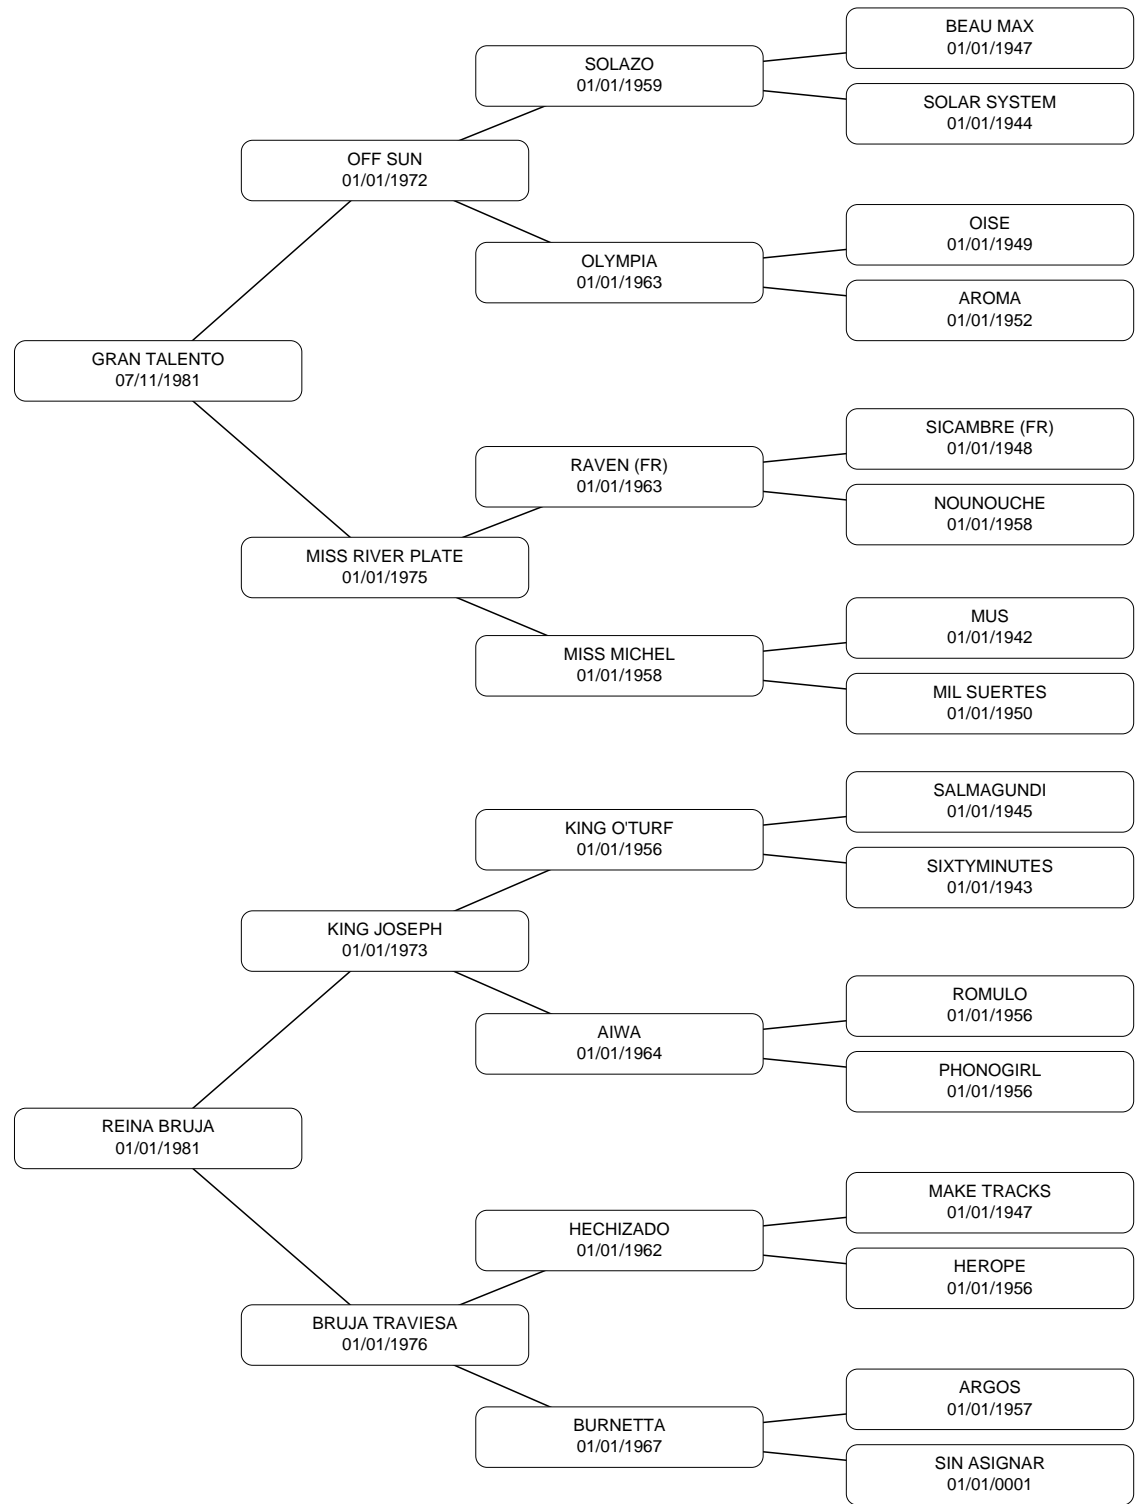 BEAU MAX
01/01/1947
SOLAZO
01/01/1959
SOLAR SYSTEM
01/01/1944
OFF SUN
01/01/1972
OISE
01/01/1949
OLYMPIA
01/01/1963
AROMA
01/01/1952
GRAN TALENTO
07/11/1981
SICAMBRE (FR)
01/01/1948
RAVEN (FR)
01/01/1963
NOUNOUCHE
01/01/1958
MISS RIVER PLATE
01/01/1975
MUS
01/01/1942
MISS MICHEL
01/01/1958
MIL SUERTES
01/01/1950
SALMAGUNDI
01/01/1945
KING O'TURF
01/01/1956
SIXTYMINUTES
01/01/1943
KING JOSEPH
01/01/1973
ROMULO
01/01/1956
AIWA
01/01/1964
PHONOGIRL
01/01/1956
REINA BRUJA
01/01/1981
MAKE TRACKS
01/01/1947
HECHIZADO
01/01/1962
HEROPE
01/01/1956
BRUJA TRAVIESA
01/01/1976
ARGOS
01/01/1957
BURNETTA
01/01/1967
SIN ASIGNAR
01/01/0001